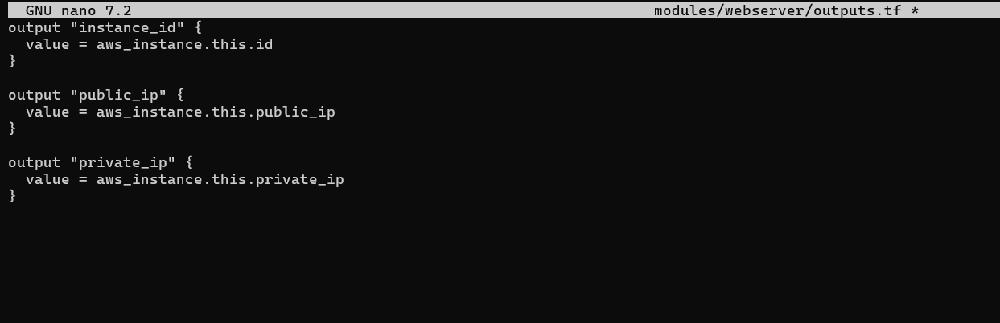 GNU nano 7.2 modules/webserver/outputs.tf *
output "instance_id" {
  value = aws_instance.this.id
}
output "public_ip" {
  value = aws_instance.this.public_ip
}
output "private_ip" {
  value = aws_instance.this.private_ip
}